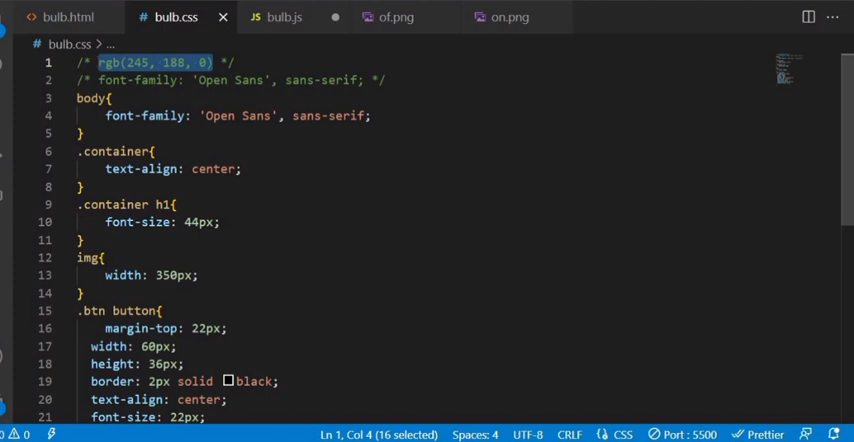 bulb.html
bulb.css
JS bulb.js
of.png
on.png
# bulb.css > ...
1 /* rgb(245, 188, 0) */
2 /* font-family: 'Open Sans', sans-serif; */
3 body{
4 font-family: 'Open Sans', sans-serif;
5 }
6 .container{
7 text-align: center;
8 }
9 .container h1{
10 font-size: 44px;
11 }
12 img{
13 width: 350px;
14 }
15 .btn button{
16 margin-top: 22px;
17 width: 60px;
18 height: 36px;
19 border: 2px solid black;
20 text-align: center;
21 font-size: 22px;
0 0 Ln 1, Col 4 (16 selected) Spaces: 4 UTF-8 CRLF CSS Port : 5500 Prettier